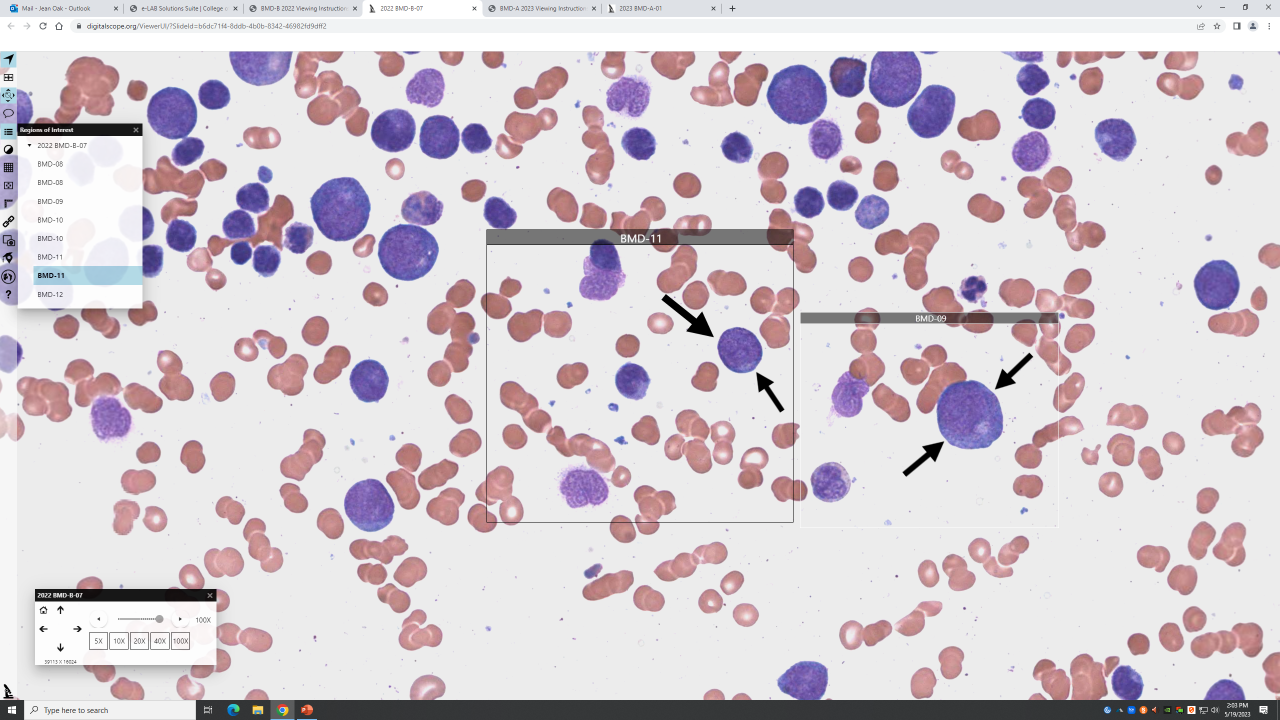 Mail - Jean Oak - Outlook
e-LAB Solutions Suite | College o
BMD-B 2022 Viewing Instruction
2022 BMD-B-07
BMD-A 2023 Viewing Instruction
2023 BMD-A-01
digitalscope.org/ViewerUI/?SlideId=b6dc71f4-8ddb-4b0b-8342-46982fd9dff2
Regions of Interest
2022 BMD-B-07
BMD-08
BMD-08
BMD-09
BMD-10
BMD-10
BMD-11
BMD-11
BMD-12
BMD-11
BMD-09
2022 BMD-B-07
100X
5X 10X 20X 40X 100X
39113 X 16024
Type here to search
2:03 PM
5/19/2023